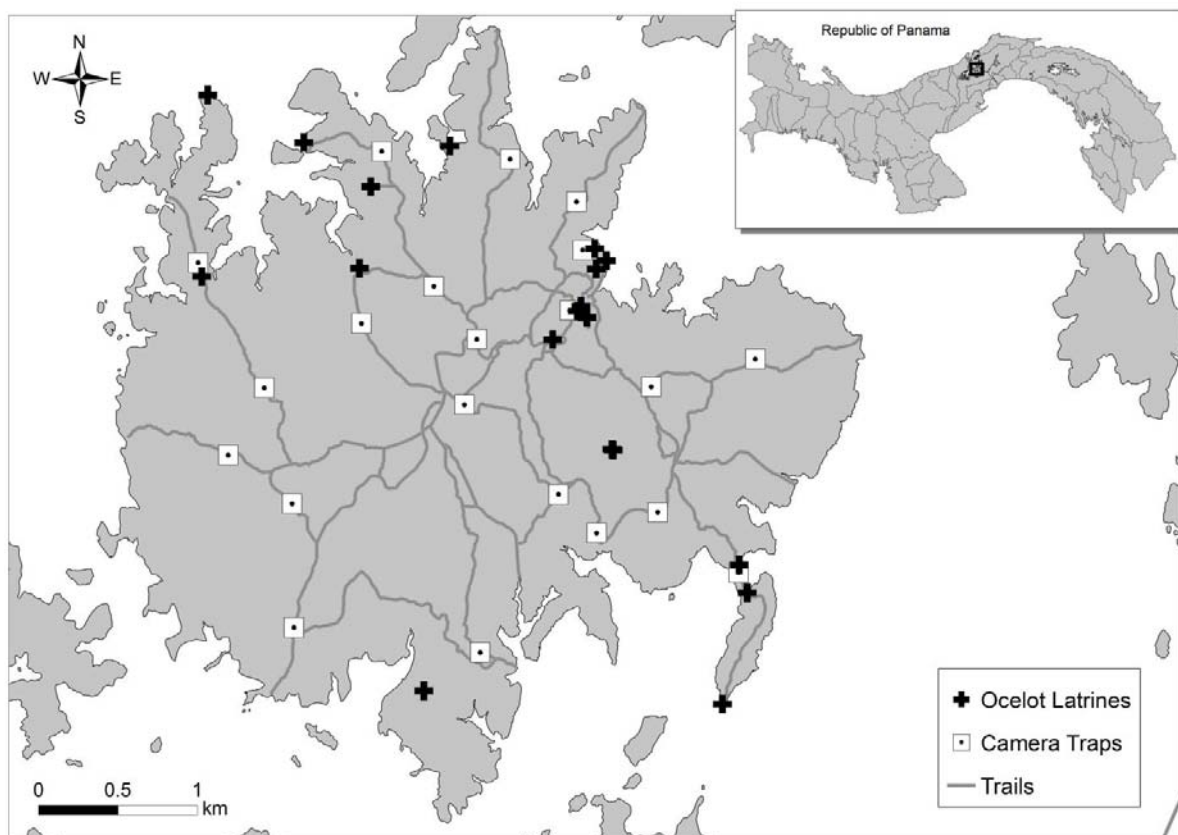 Republic of Panama
N
W E
S
Ocelot Latrines
Camera Traps
Trails
0 0.5 1
km